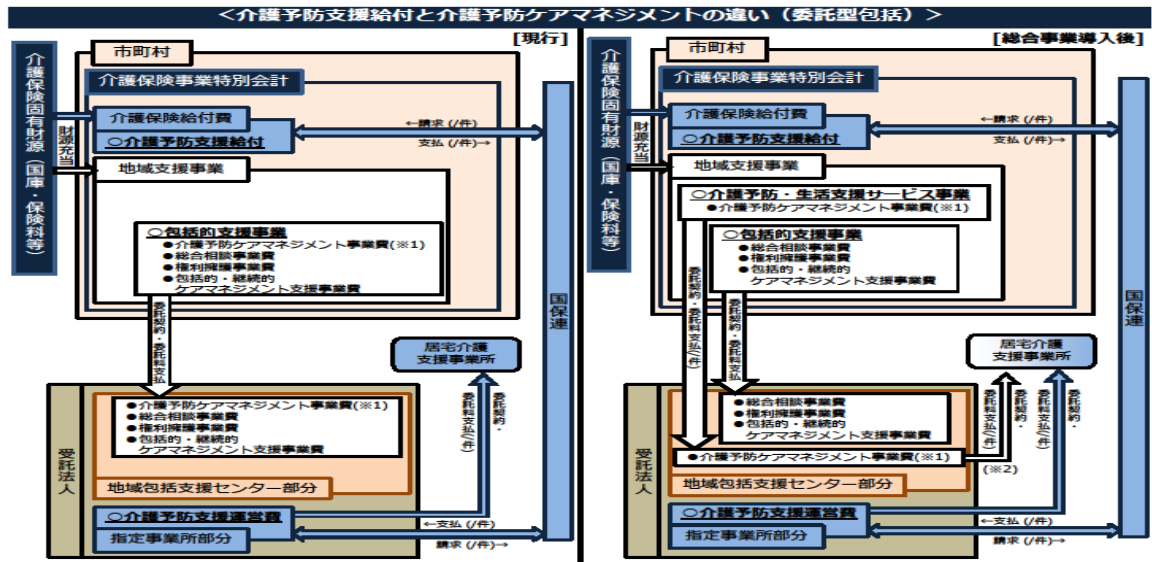 ＜介護予防支援給付と介護予防ケアマネジメントの違い（委託型包括）＞
[現行]
介護保険固有財源（国庫・保険料等）
市町村
介護保険事業特別会計
介護保険給付費
○介護予防支援給付
←請求 (/件)
支払 (/件)→
財源充当
地域支援事業
○包括的支援事業
●介護予防ケアマネジメント事業費(※1)
●総合相談事業費
●権利擁護事業費
●包括的・継続的
ケアマネジメント支援事業費
委託契約・委託料支払
国保連
居宅介護
支援事業所
委託契約・
委託料支払(/件)
受託法人
●介護予防ケアマネジメント事業費(※1)
●総合相談事業費
●権利擁護事業費
●包括的・継続的
ケアマネジメント支援事業費
地域包括支援センター部分
○介護予防支援運営費
指定事業所部分
←支払 (/件)
請求 (/件)→
[総合事業導入後]
介護保険固有財源（国庫・保険料等）
市町村
介護保険事業特別会計
介護保険給付費
○介護予防支援給付
←請求 (/件)
支払 (/件)→
財源充当
地域支援事業
○介護予防・生活支援サービス事業
●介護予防ケアマネジメント事業費(※1)
○包括的支援事業
●総合相談事業費
●権利擁護事業費
●包括的・継続的
ケアマネジメント支援事業費
委託契約・委託料支払(/件)
委託契約・委託料支払
国保連
居宅介護
支援事業所
委託契約・
委託料支払(/件)
委託契約・
委託料支払(/件)
(※2)
受託法人
●総合相談事業費
●権利擁護事業費
●包括的・継続的
ケアマネジメント支援事業費
●介護予防ケアマネジメント事業費(※1)
地域包括支援センター部分
○介護予防支援運営費
指定事業所部分
←支払 (/件)
請求 (/件)→